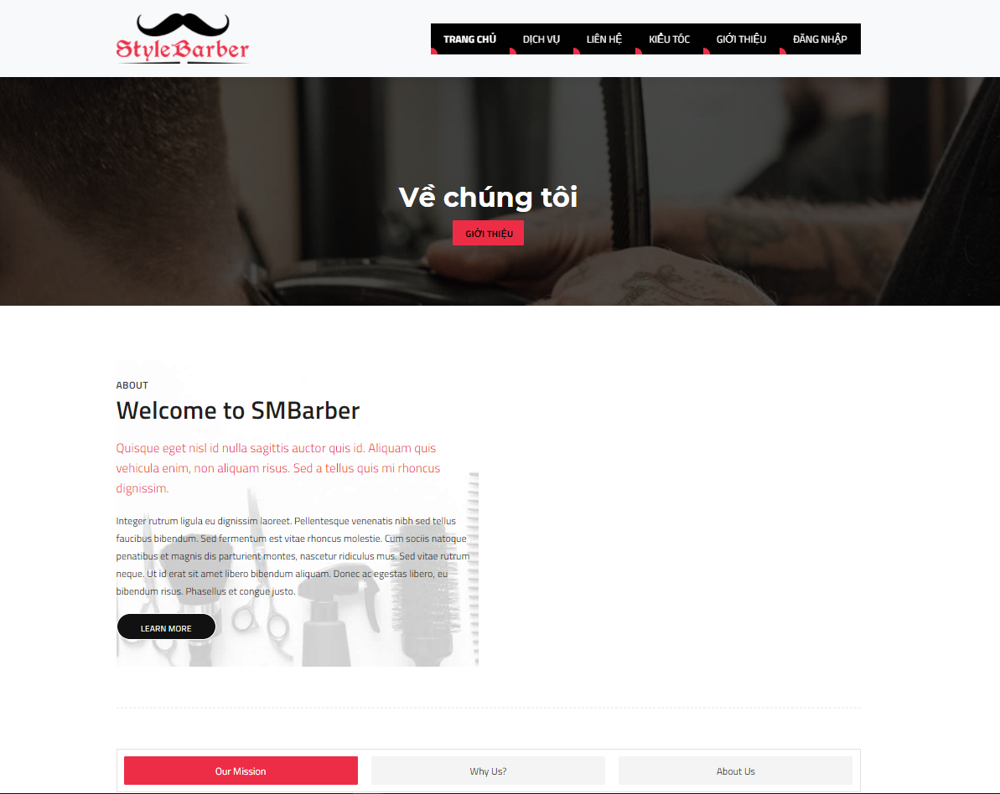 StyleBarber
TRANG CHỦ DỊCH VỤ LIÊN HỆ KIỂU TÓC GIỚI THIỆU ĐĂNG NHẬP
Về chúng tôi
GIỚI THIỆU
ABOUT
Welcome to SMBarber
Quisque eget nisl id nulla sagittis auctor quis id. Aliquam quis
vehicula enim, non aliquam risus. Sed a tellus quis mi rhoncus
dignissim.
Integer rutrum ligula eu dignissim laoreet. Pellentesque venenatis nibh sed tellus
faucibus bibendum. Sed fermentum est vitae rhoncus molestie. Cum sociis natoque
penatibus et magnis dis parturient montes, nascetur ridiculus mus. Sed vitae rutrum
neque. Ut id erat sit amet libero bibendum aliquam. Donec ac egestas libero, eu
bibendum risus. Phasellus et congue justo.
LEARN MORE
Our Mission Why Us? About Us